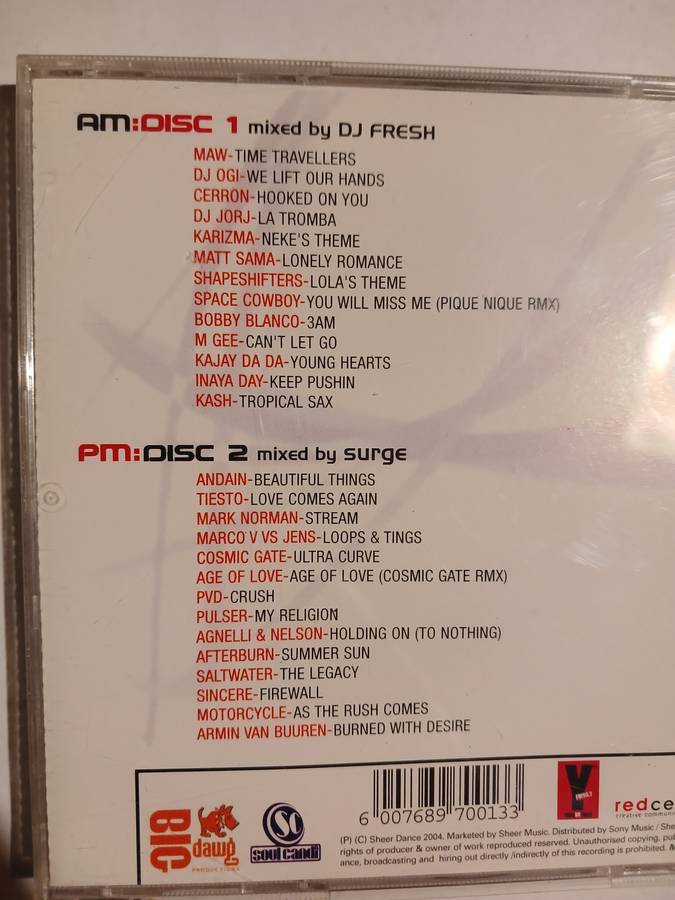 AM:DISC 1 mixed by DJ FRESH
MAW-TIME TRAVELLERS
DJ OGI-WE LIFT OUR HANDS
CERRON-HOOKED ON YOU
DJ JORJ-LA TROMBA
KARIZMA-NEKE'S THEME
MATT SAMA-LONELY ROMANCE
SHAPESHIFTERS-LOLA'S THEME
SPACE COWBOY-YOU WILL MISS ME (PIQUE NIQUE RMX)
BOBBY BLANCO-3AM
M GEE-CAN'T LET GO
KAJAY DA DA-YOUNG HEARTS
INAYA DAY-KEEP PUSHIN
KASH-TROPICAL SAX
PM:DISC 2 mixed by surge
ANDAIN-BEAUTIFUL THINGS
TIESTO-LOVE COMES AGAIN
MARK NORMAN-STREAM
MARCO V VS JENS-LOOPS & TINGS
COSMIC GATE-ULTRA CURVE
AGE OF LOVE-AGE OF LOVE (COSMIC GATE RMX)
PVD-CRUSH
PULSER-MY RELIGION
AGNELLI & NELSON-HOLDING ON (TO NOTHING)
AFTERBURN-SUMMER SUN
SALTWATER-THE LEGACY
SINCERE-FIREWALL
MOTORCYCLE-AS THE RUSH COMES
ARMIN VAN BUUREN-BURNED WITH DESIRE
BIG dawg PRODUCTIONS
SC soul candi
6 007689 700133
Y
redce
creative commun
(P) (C) Sheer Dance 2004. Marketed by Sheer Music. Distributed by Sony Music / She
rights of producer & owner of work reproduced reserved. Unauthorised copying, pu
ance, broadcasting and hiring out directly /indirectly of this recording is prohibited.